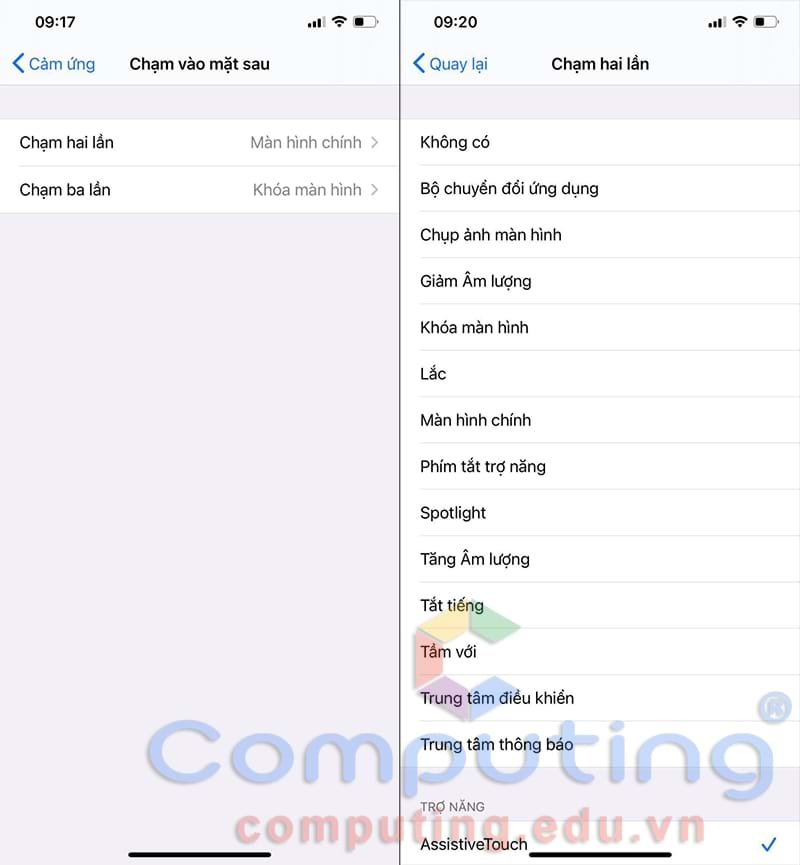 09:17
Cảm ứng
Chạm vào mặt sau
Chạm hai lần
Màn hình chính
Chạm ba lần
Khóa màn hình
09:20
Quay lại
Chạm hai lần
Không có
Bộ chuyển đổi ứng dụng
Chụp ảnh màn hình
Giảm Âm lượng
Khóa màn hình
Lắc
Màn hình chính
Phím tắt trợ năng
Spotlight
Tăng Âm lượng
Tắt tiếng
Tầm với
Trung tâm điều khiển
Trung tâm thông báo
TRỢ NĂNG
AssistiveTouch
Computing®
computing.edu.vn